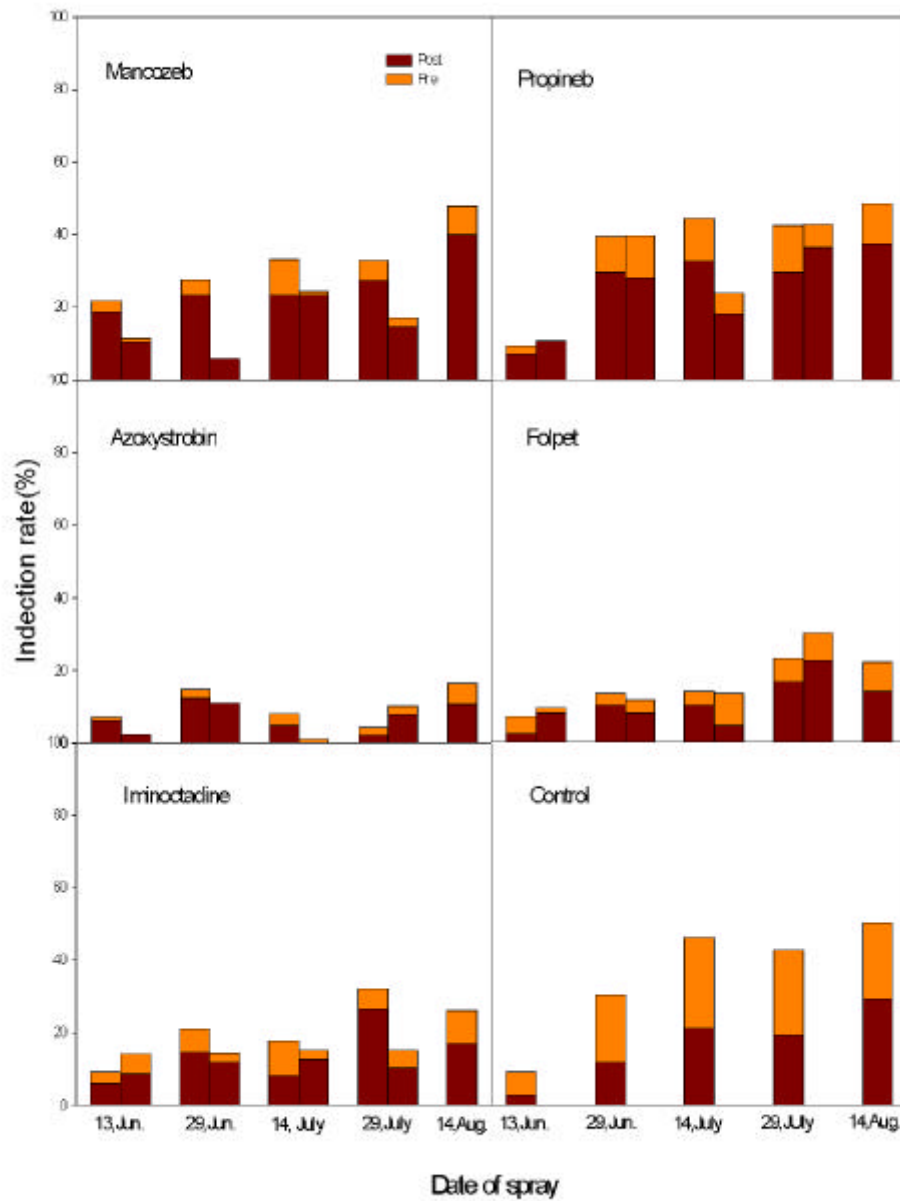 100
Mancozeb
Post
Pre
Propineb
80
60
40
20
100
Azoxystrobin
Folpet
80
60
40
20
100
Iminoctadine
Control
80
60
40
20
0
Indection rate(%)
13,Jun. 29,Jun. 14, July 29,July 14,Aug. 13,Jun. 29,Jun. 14,July 29,JUly 14,Aug.
Date of spray